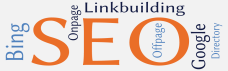 Linkbuilding
Bing
Onpage
SEO
Offpage
Google
Directory